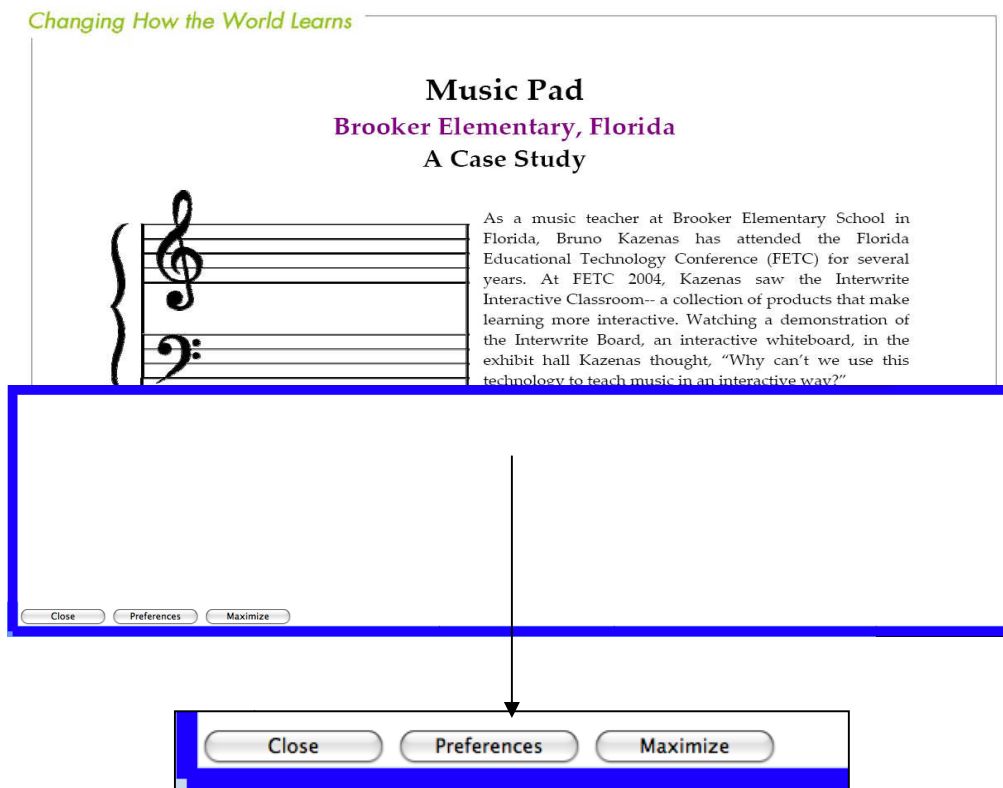 Changing How the World Learns
Music Pad
Brooker Elementary, Florida
A Case Study
As a music teacher at Brooker Elementary School in
Florida, Bruno Kazenas has attended the Florida
Educational Technology Conference (FETC) for several
years. At FETC 2004, Kazenas saw the Interwrite
Interactive Classroom-- a collection of products that make
learning more interactive. Watching a demonstration of
the Interwrite Board, an interactive whiteboard, in the
exhibit hall Kazenas thought, “Why can’t we use this
technology to teach music in an interactive way?”
Close Preferences Maximize
Close Preferences Maximize